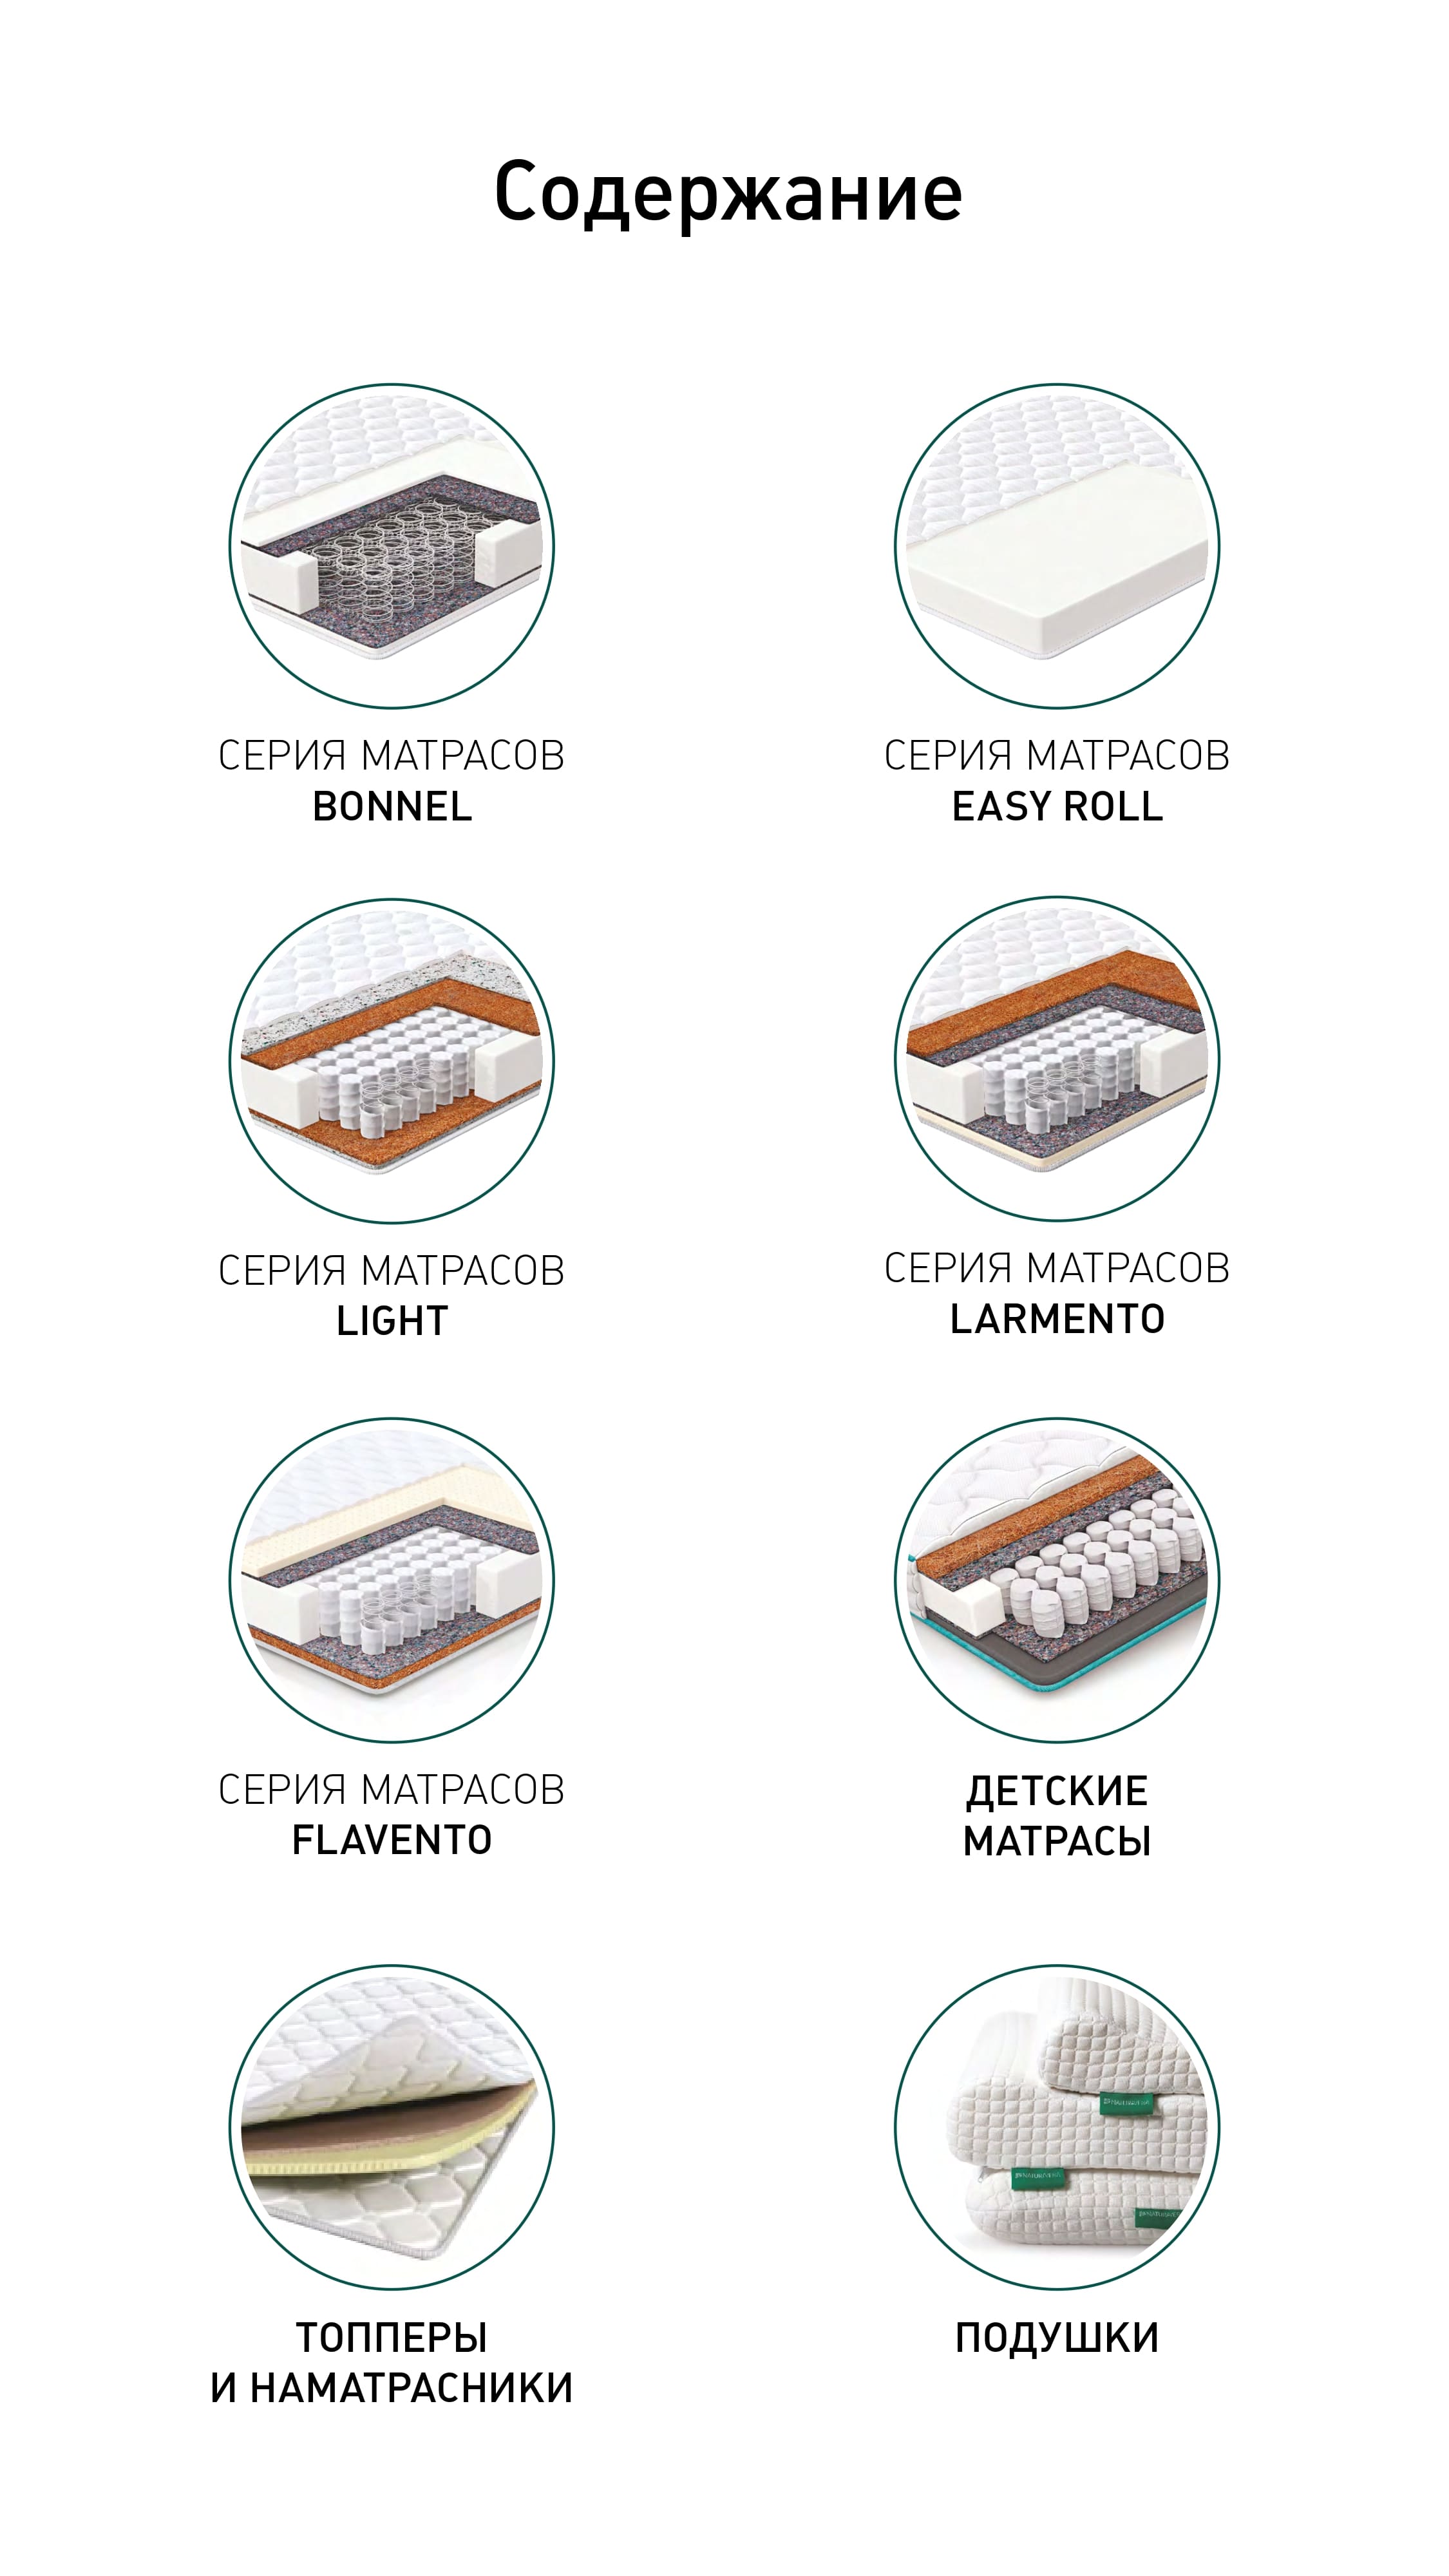 Содержание
СЕРИЯ МАТРАСОВ
BONNEL
СЕРИЯ МАТРАСОВ
EASY ROLL
СЕРИЯ МАТРАСОВ
LIGHT
СЕРИЯ МАТРАСОВ
LARMENTO
СЕРИЯ МАТРАСОВ
FLAVENTO
ДЕТСКИЕ
МАТРАСЫ
ТОППЕРЫ
И НАМАТРАСНИКИ
ПОДУШКИ